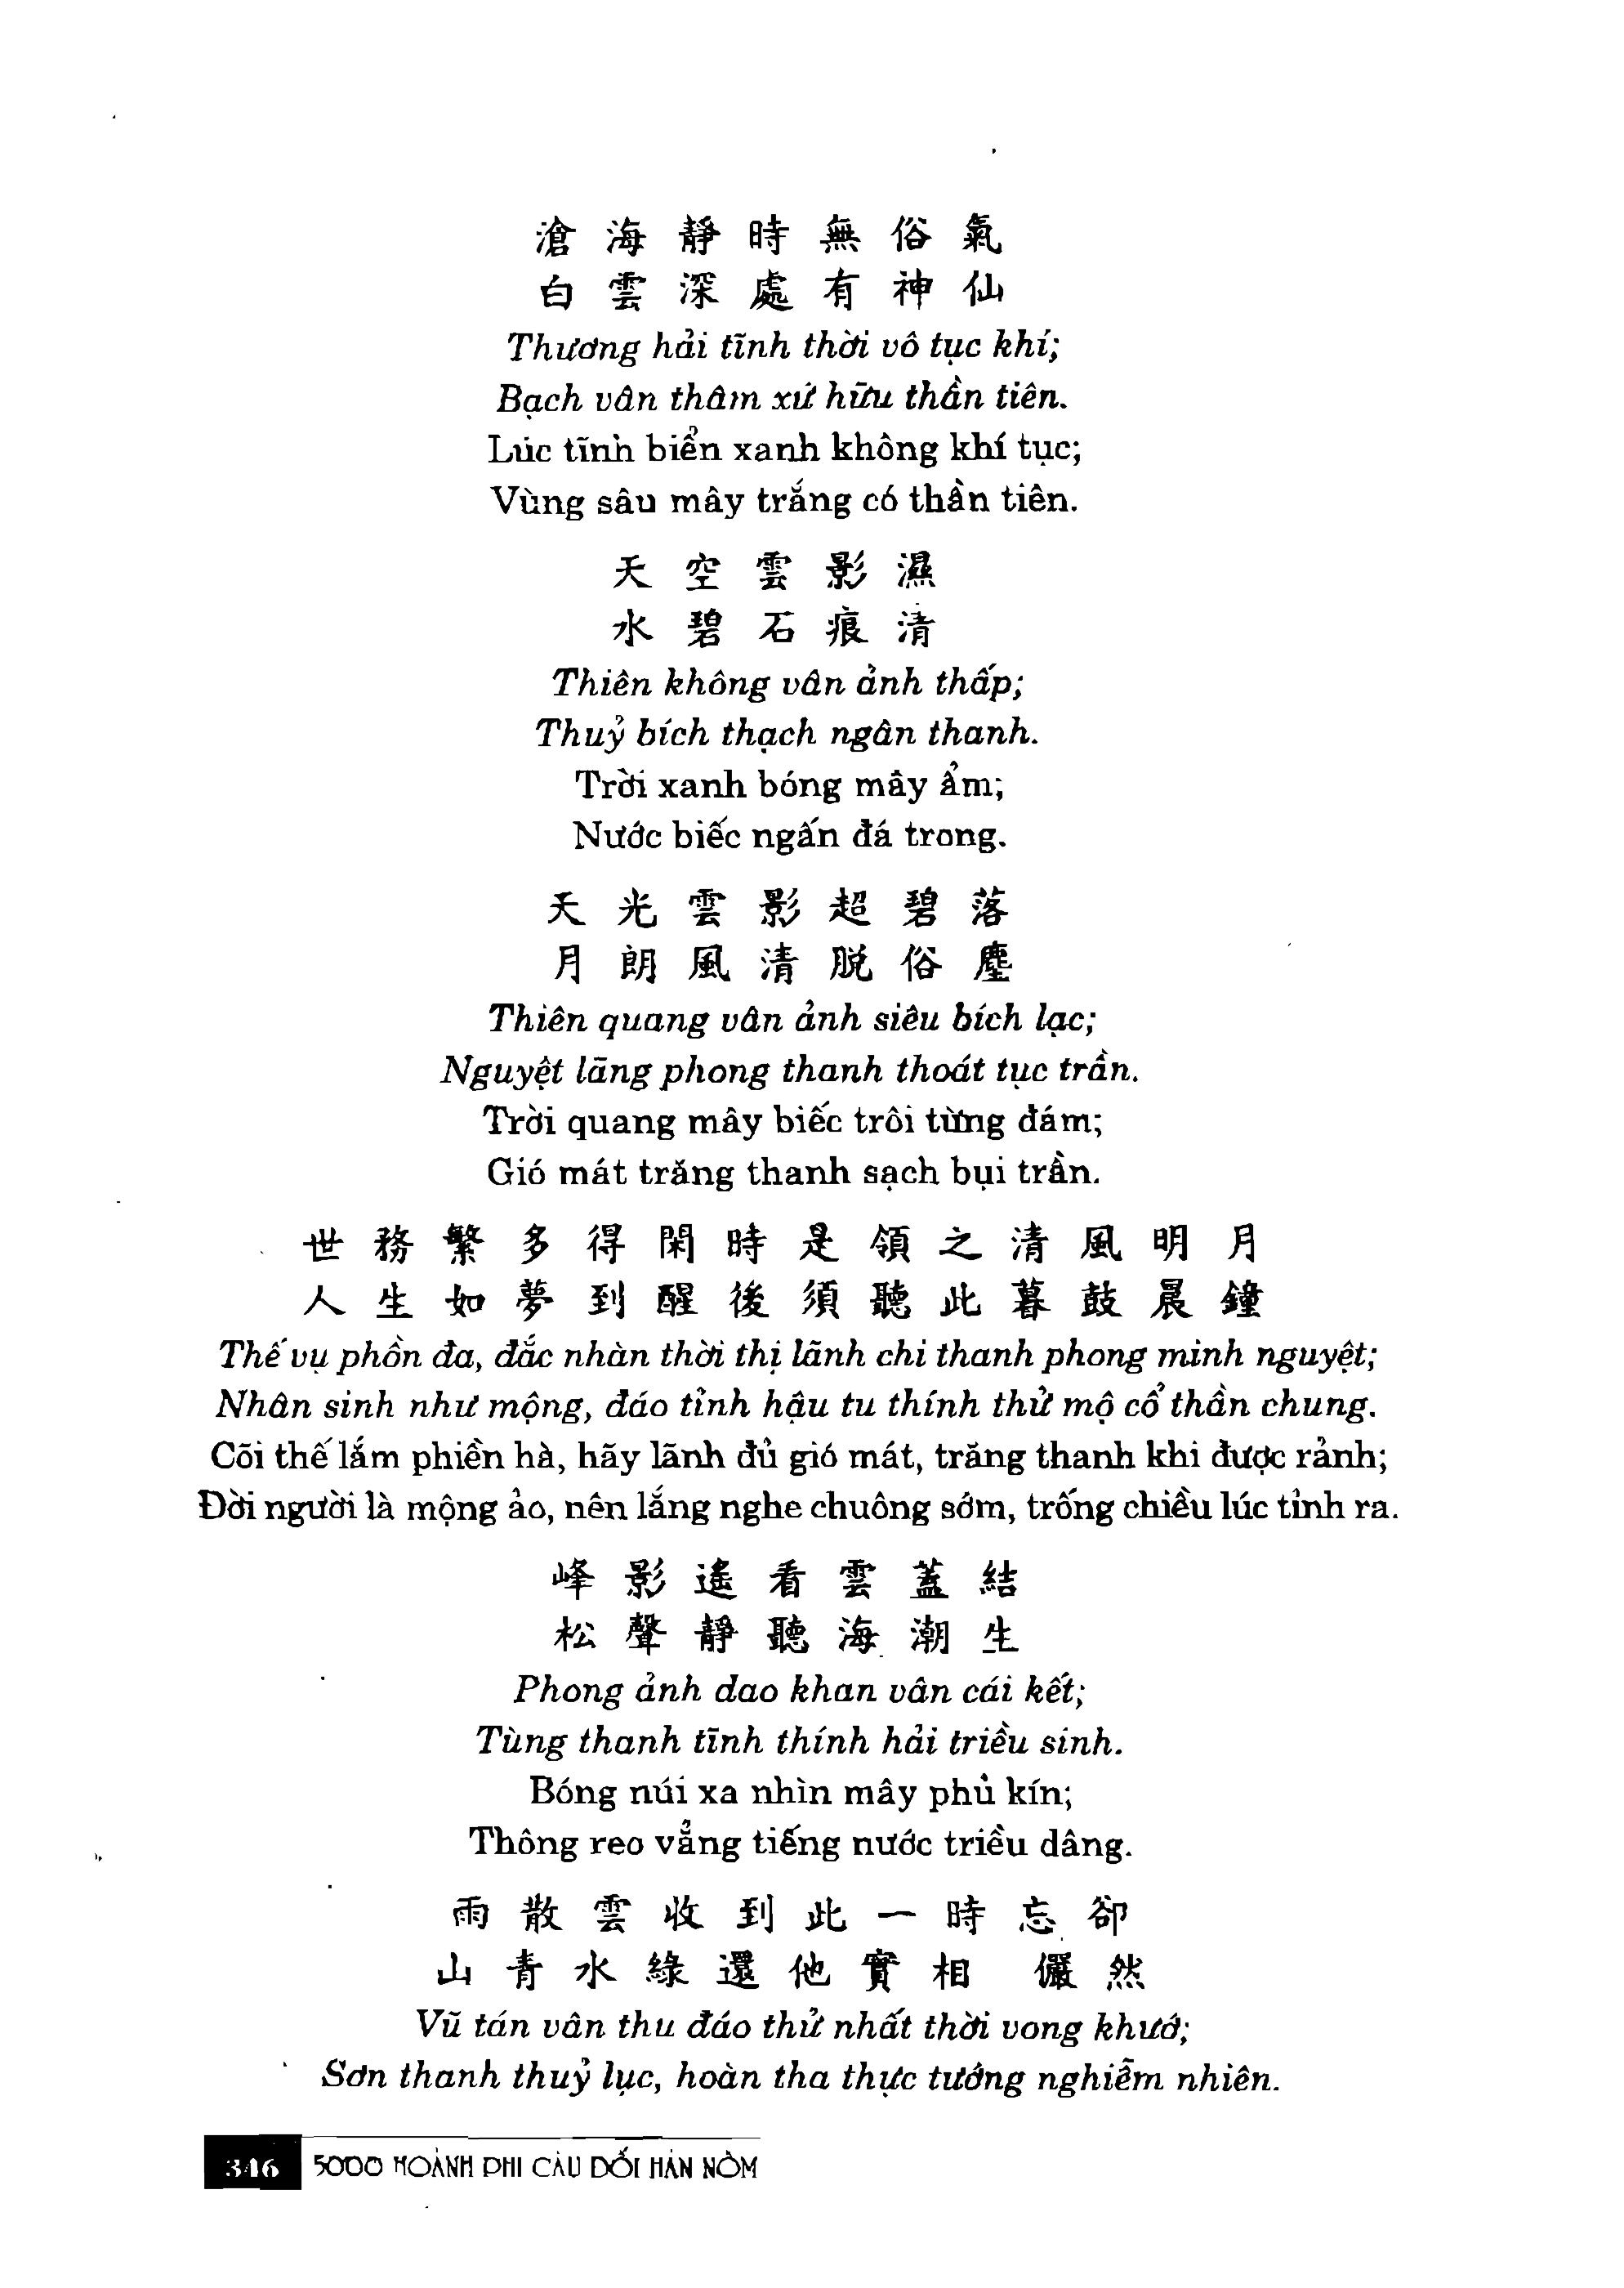 滄海靜時無俗氣
白雲深處有神仙
Thương hải tĩnh thời vô tục khí;
Bạch vân thâm xứ hữu thần tiên.
Lúc tĩnh biển xanh không khí tục;
Vùng sâu mây trắng có thần tiên.
天空雲影濕
水碧石痕清
Thiên không vân ảnh thấp;
Thuỷ bích thạch ngân thanh.
Trời xanh bóng mây ẩm;
Nước biếc ngấn đá trong.
天光雲影超碧落
月朗風清脱俗塵
Thiên quang vân ảnh siêu bích lạc;
Nguyệt lãng phong thanh thoát tục trần.
Trời quang mây biếc trôi từng đám;
Gió mát trăng thanh sạch bụi trần.
世務繁多得閑時是領之清風明月
人生如夢到醒後須聽此暮鼓晨鐘
Thế vụ phồn đa, đắc nhàn thời thị lãnh chi thanh phong minh nguyệt;
Nhân sinh như mộng, đáo tỉnh hậu tu thính thử mộ cổ thần chung.
Cõi thế lắm phiền hà, hãy lãnh đủ gió mát, trăng thanh khi được rảnh;
Đời người là mộng ảo, nên lắng nghe chuông sớm, trống chiều lúc tỉnh ra.
峰影遙看雲蓋結
松聲靜聽海潮生
Phong ảnh dao khan vân cái kết;
Tùng thanh tĩnh thính hải triều sinh.
Bóng núi xa nhìn mây phủ kín;
Thông reo vẳng tiếng nước triều dâng.
雨散雲收到此一時忘卻
山青水綠還他實相 儼然
Vũ tán vân thu đáo thử nhất thời vong khướ;
Sơn thanh thuỷ lục, hoàn tha thực tướng nghiễm nhiên.
346 5000 HOÀNH PHI CÂU ĐỐI HÁN NÔM